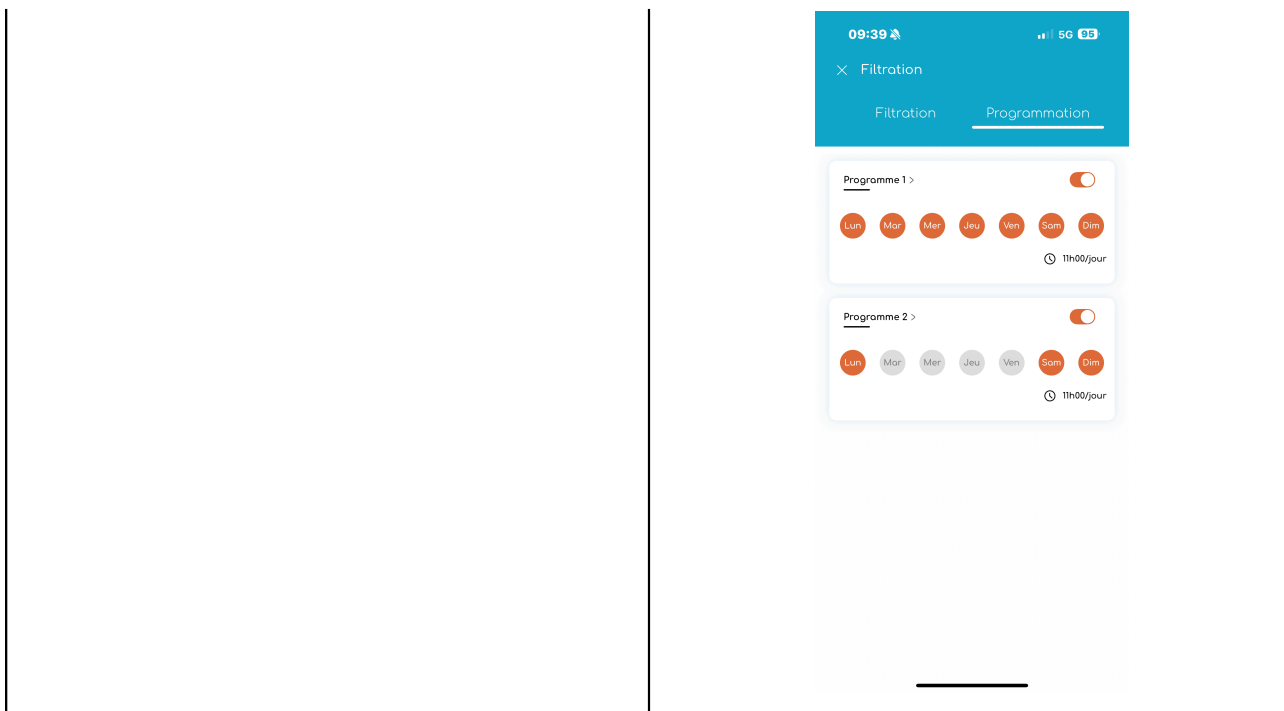 09:39 5G 95
Filtration
Filtration Programmation
Programme 1
Lun Mar Mer Jeu Ven Sam Dim
11h00/jour
Programme 2
Lun Mar Mer Jeu Ven Sam Dim
11h00/jour